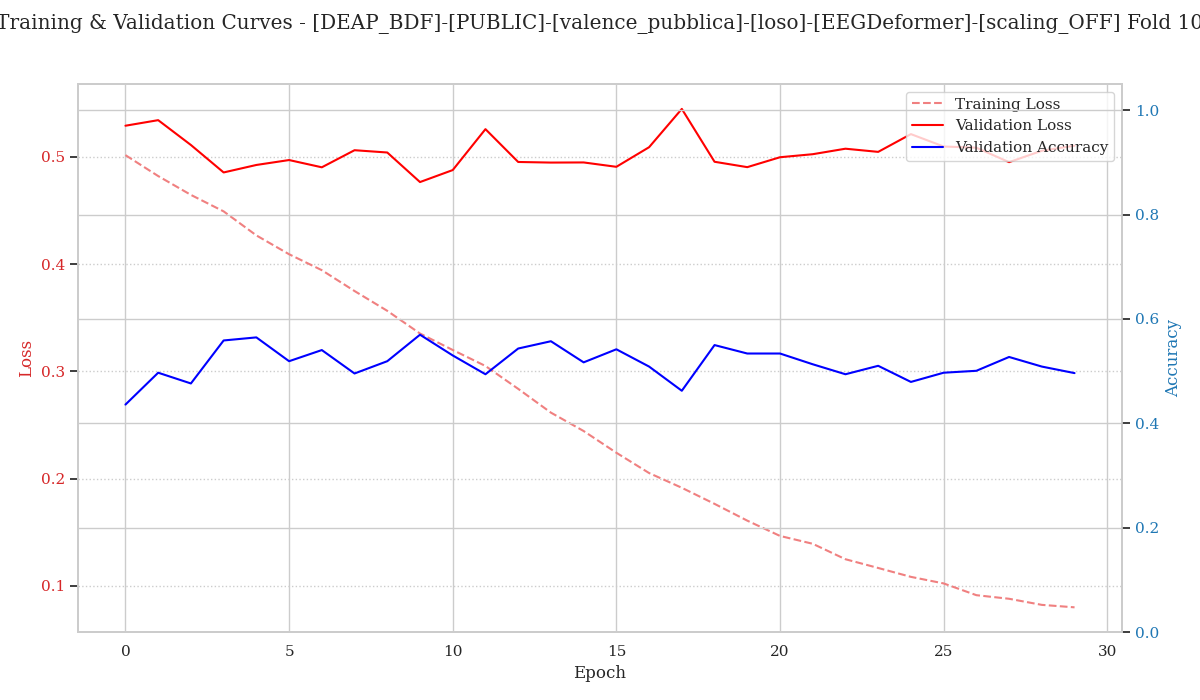 Training & Validation Curves - [DEAP_BDF]-[PUBLIC]-[valence_pubblica]-[loso]-[EEGDeformer]-[scaling_OFF] Fold 10
Training Loss
Validation Loss
Validation Accuracy
Loss
0.5
0.4
0.3
0.2
0.1
1.0
0.8
0.6
0.4
0.2
0.0
Accuracy
0 5 10 15 20 25 30
Epoch